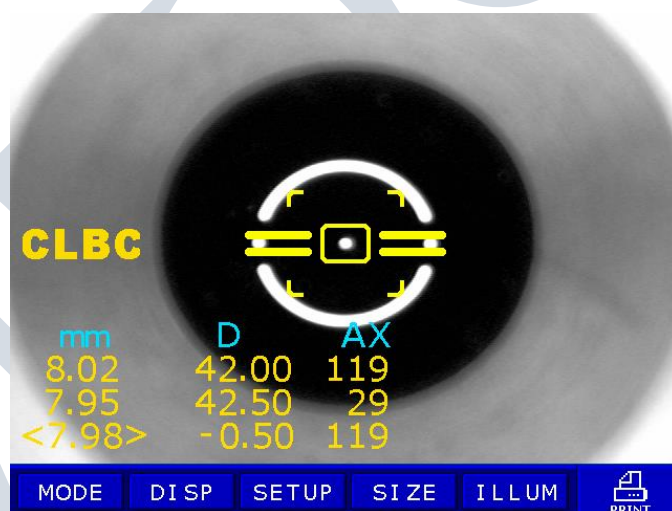 CLBC
mm D AX
8.02 42.00 119
7.95 42.50 29
<7.98> -0.50 119
MODE DISP SETUP SIZE ILLUM PRINT